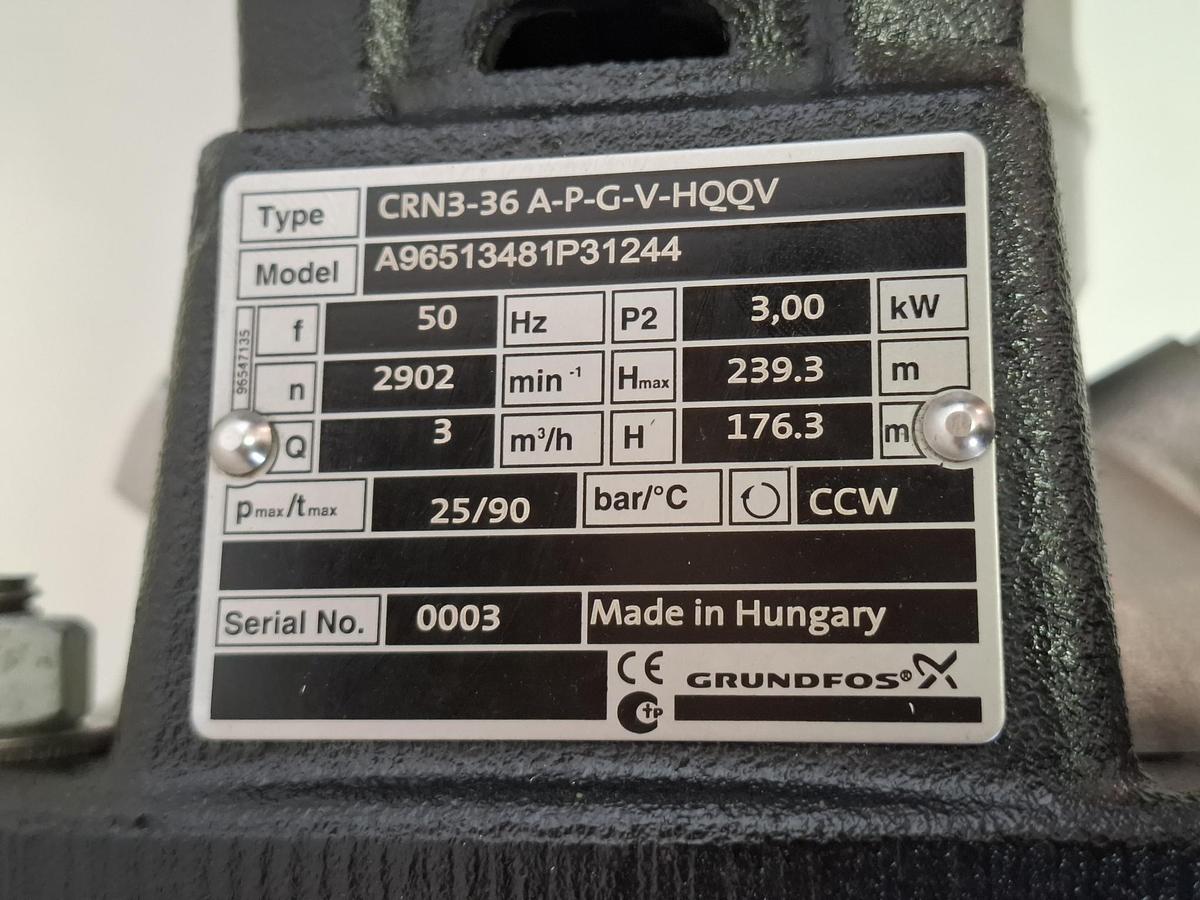 Type CRN3-36 A-P-G-V-HQQV
Model A96513481P31244
96547135
f 50 Hz P2 3,00 kW
n 2902 min⁻¹ Hmax 239.3 m
Q 3 m³/h H 176.3 m
pmax/tmax 25/90 bar/°C CCW
Serial No. 0003 Made in Hungary
CE GRUNDFOS®
CTP